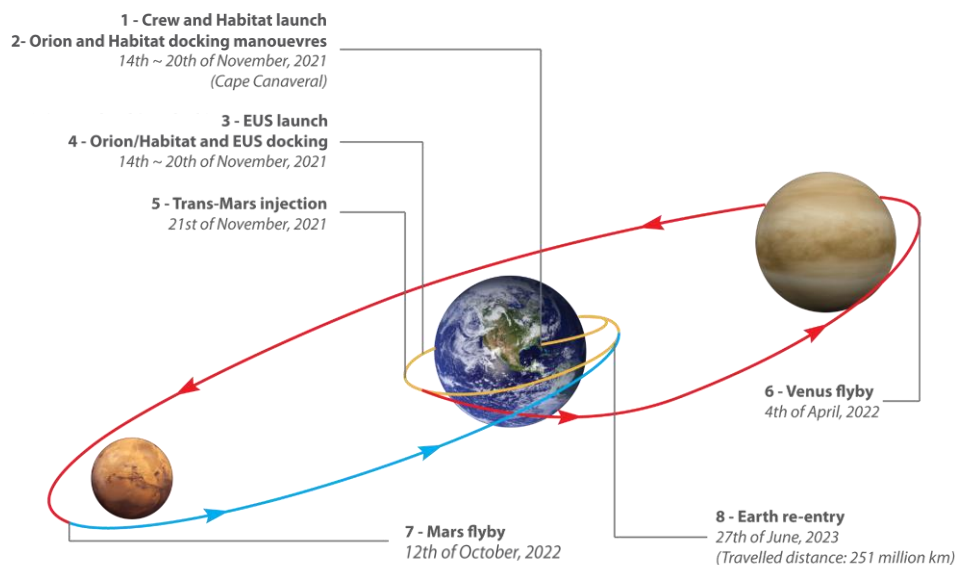 1 - Crew and Habitat launch
2- Orion and Habitat docking manouevres
14th ~ 20th of November, 2021
(Cape Canaveral)
3 - EUS launch
4 - Orion/Habitat and EUS docking
14th ~ 20th of November, 2021
5 - Trans-Mars injection
21st of November, 2021
6 - Venus flyby
4th of April, 2022
7 - Mars flyby
12th of October, 2022
8 - Earth re-entry
27th of June, 2023
(Travelled distance: 251 million km)